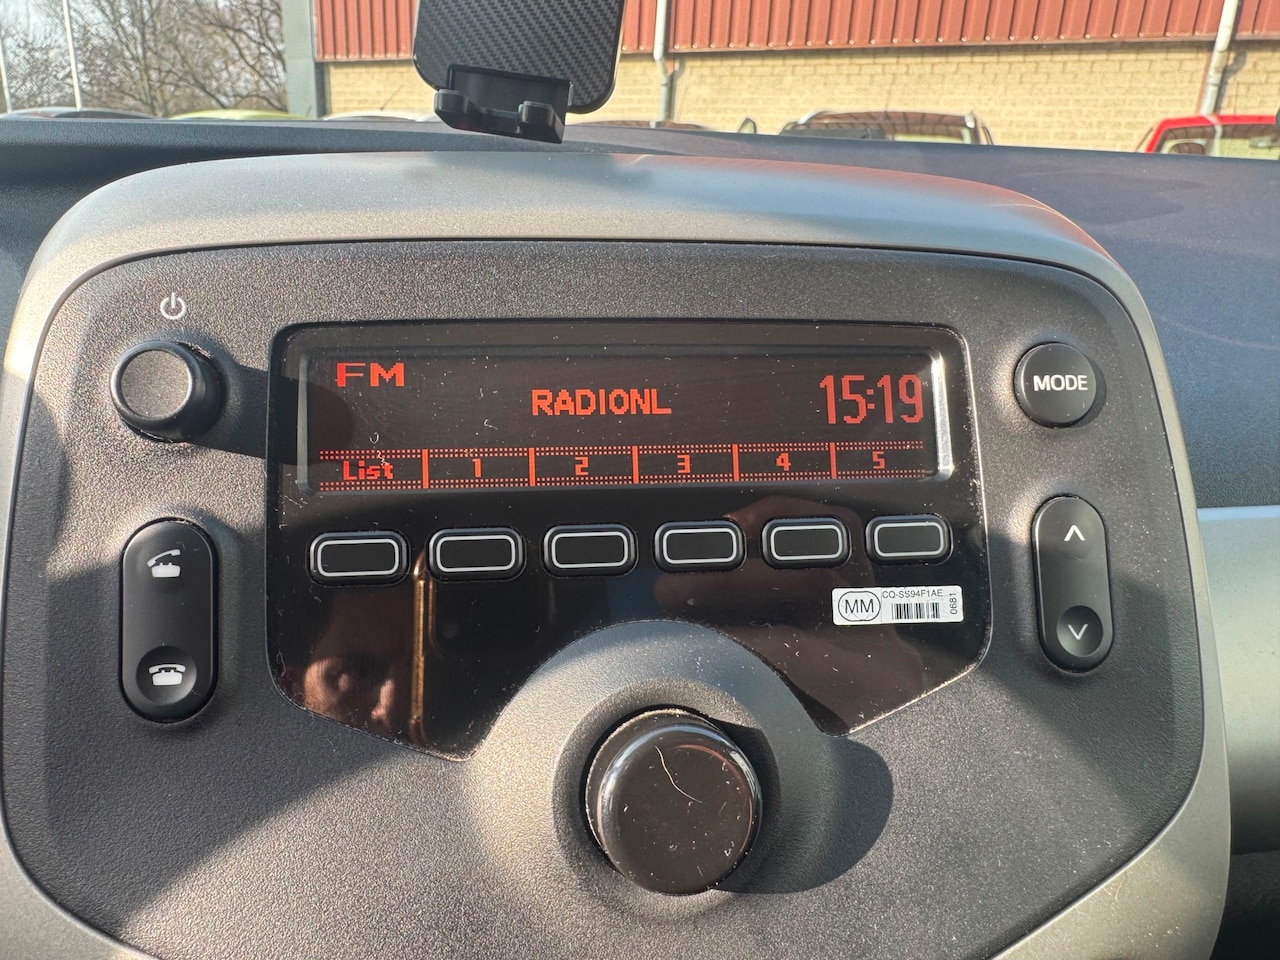 FM
RADIONL
15:19
List 1 2 3 4 5
MODE
MM
CQ-SS94F1AE
0681